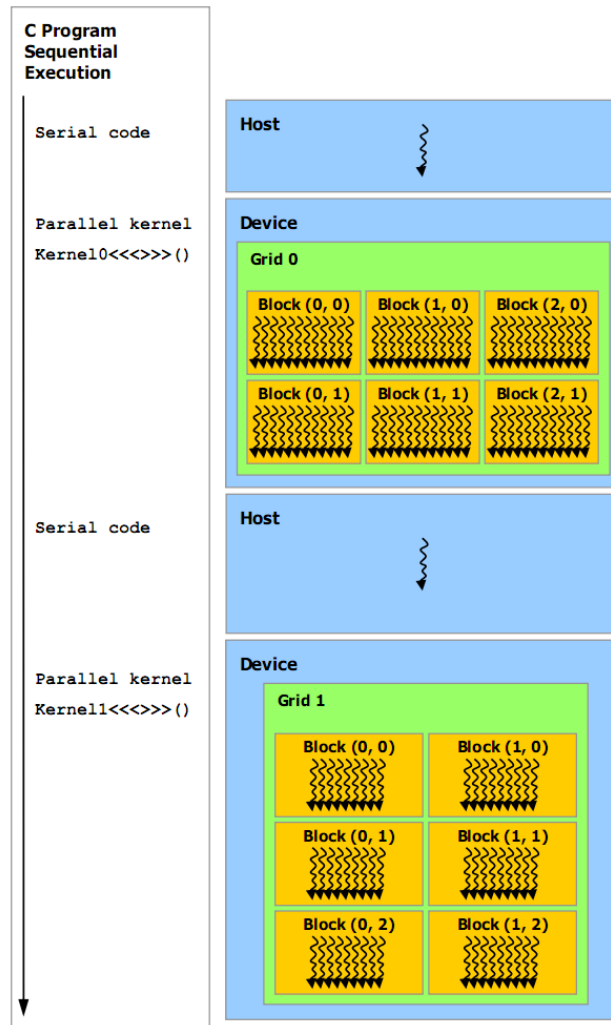 C Program
Sequential
Execution
Serial code
Host
Parallel kernel
Kernel0<<<>>>()
Device
Grid 0
Block (0, 0)
Block (1, 0)
Block (2, 0)
Block (0, 1)
Block (1, 1)
Block (2, 1)
Serial code
Host
Parallel kernel
Kernel1<<<>>>()
Device
Grid 1
Block (0, 0)
Block (1, 0)
Block (0, 1)
Block (1, 1)
Block (0, 2)
Block (1, 2)